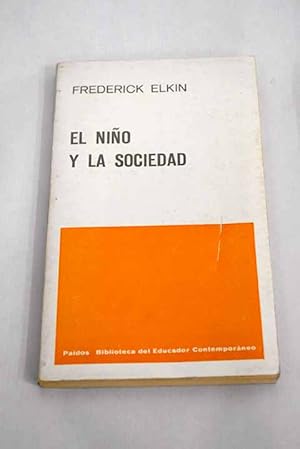 FREDERICK ELKIN
EL NIÑO
Y LA SOCIEDAD
Paidos Biblioteca del Educador Contemporáneo